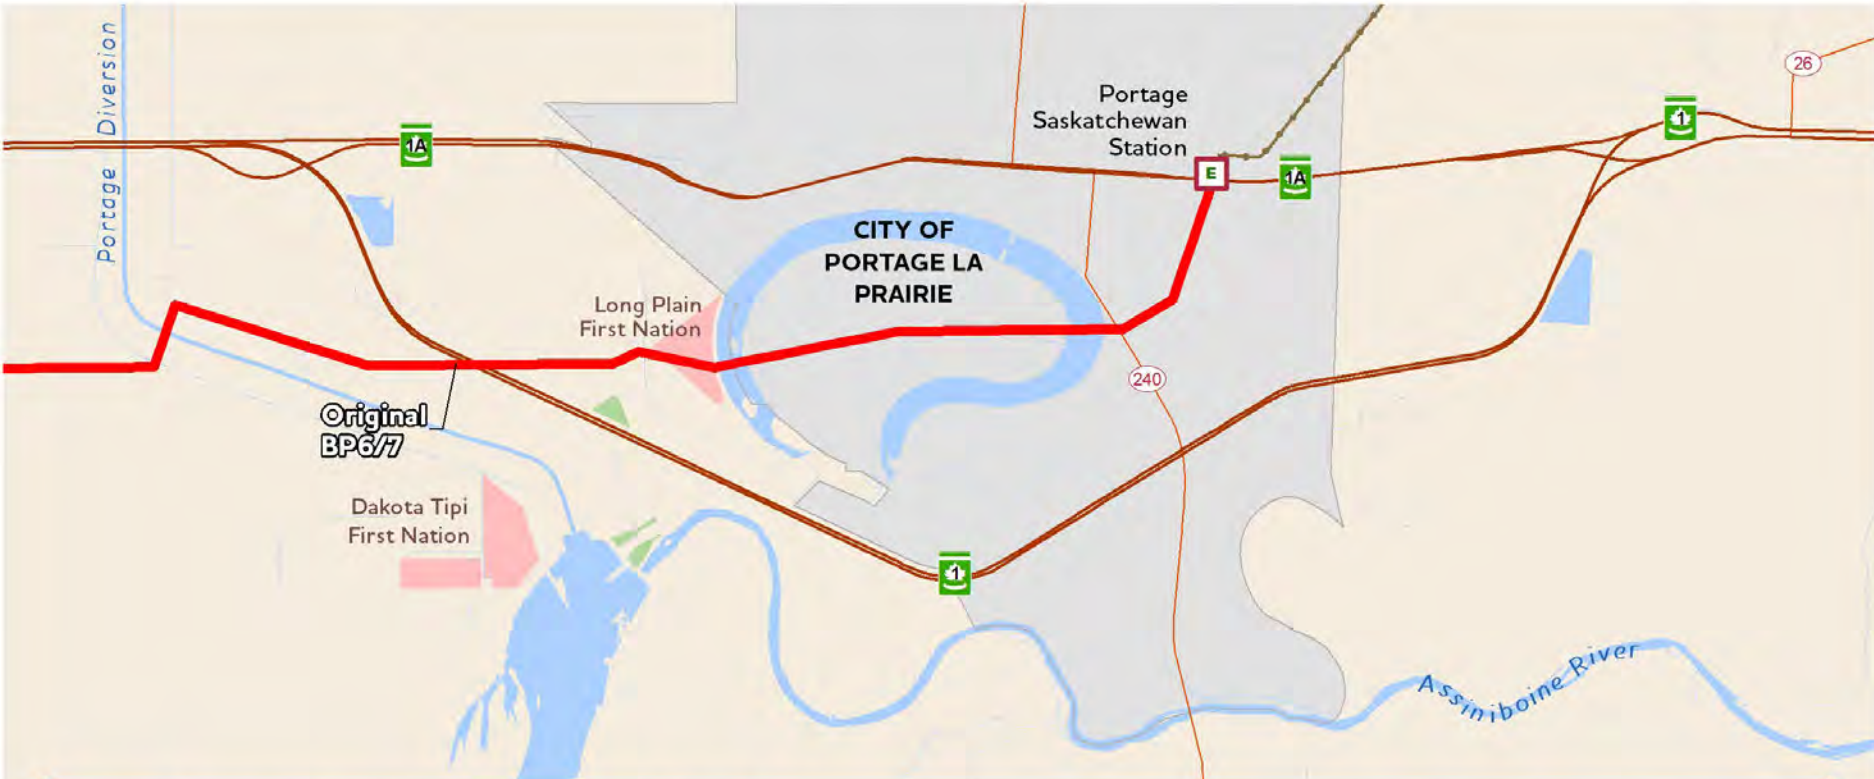 Portage Diversion
1A
Portage
Saskatchewan
Station
E
1A
1
26
CITY OF
PORTAGE LA
PRAIRIE
Long Plain
First Nation
240
Original
BP6/7
Dakota Tipi
First Nation
1
Assiniboine River